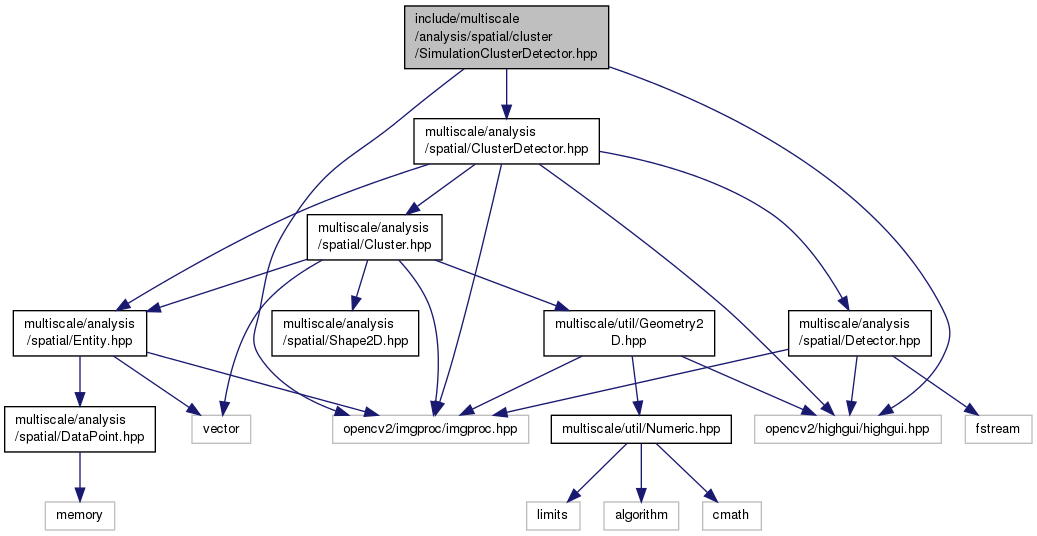 include/multiscale
/analysis/spatial/cluster
/SimulationClusterDetector.hpp
multiscale/analysis
/spatial/ClusterDetector.hpp
multiscale/analysis
/spatial/Cluster.hpp
multiscale/analysis
/spatial/Entity.hpp
multiscale/analysis
/spatial/Shape2D.hpp
multiscale/util/Geometry2
D.hpp
multiscale/analysis
/spatial/Detector.hpp
multiscale/analysis
/spatial/DataPoint.hpp
vector
opencv2/imgproc/imgproc.hpp
multiscale/util/Numeric.hpp
opencv2/highgui/highgui.hpp
fstream
memory
limits
algorithm
cmath